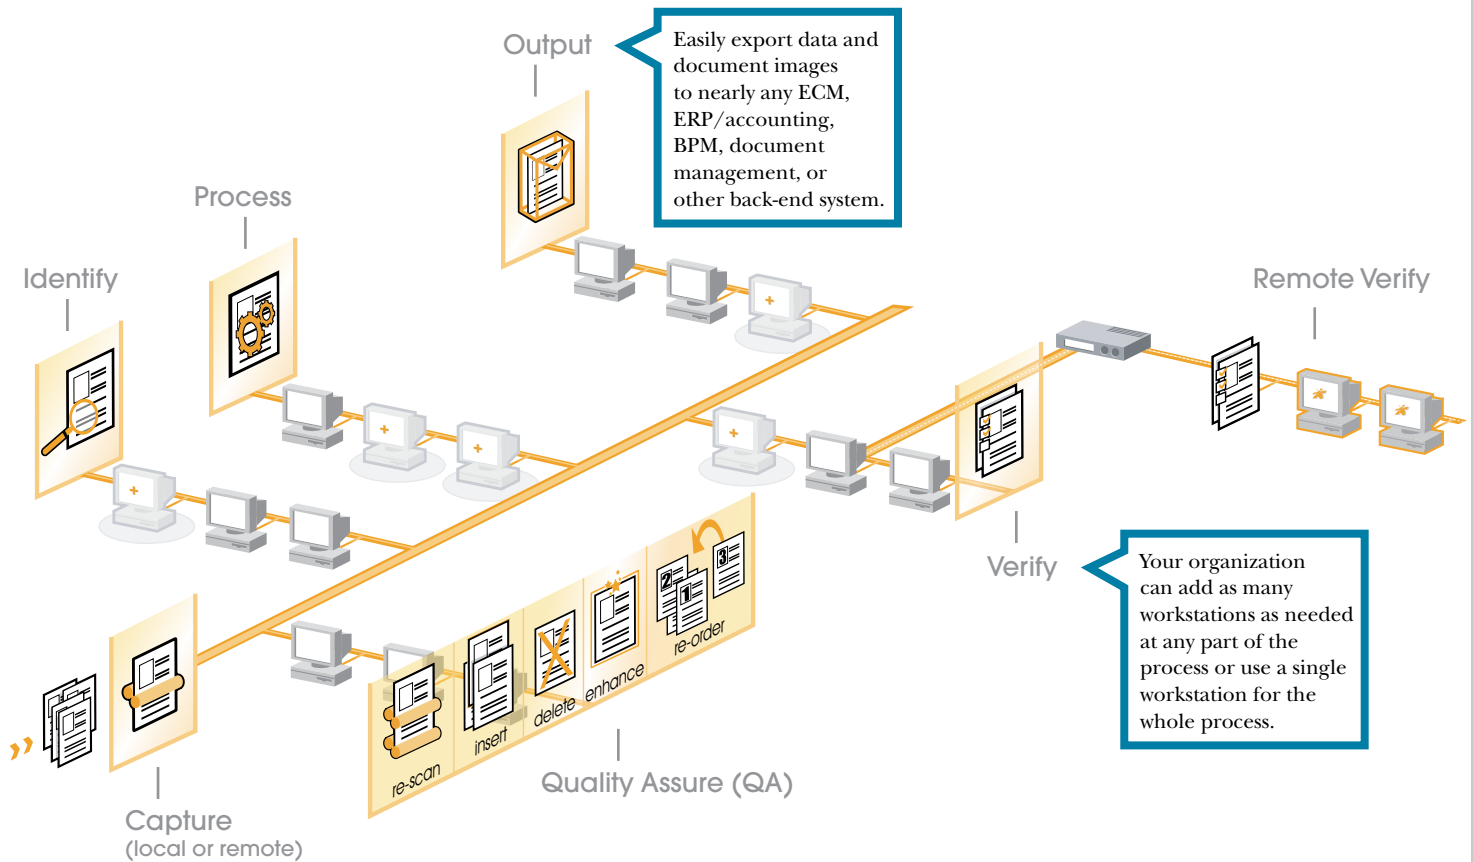 Output
Easily export data and
document images
to nearly any ECM,
ERP/accounting,
BPM, document
management, or
other back-end system.
Process
Identify
Remote Verify
Verify
Your organization
can add as many
workstations as needed
at any part of the
process or use a single
workstation for the
whole process.
2
1
3
re-scan
insert
delete
enhance
re-order
Quality Assure (QA)
Capture
(local or remote)